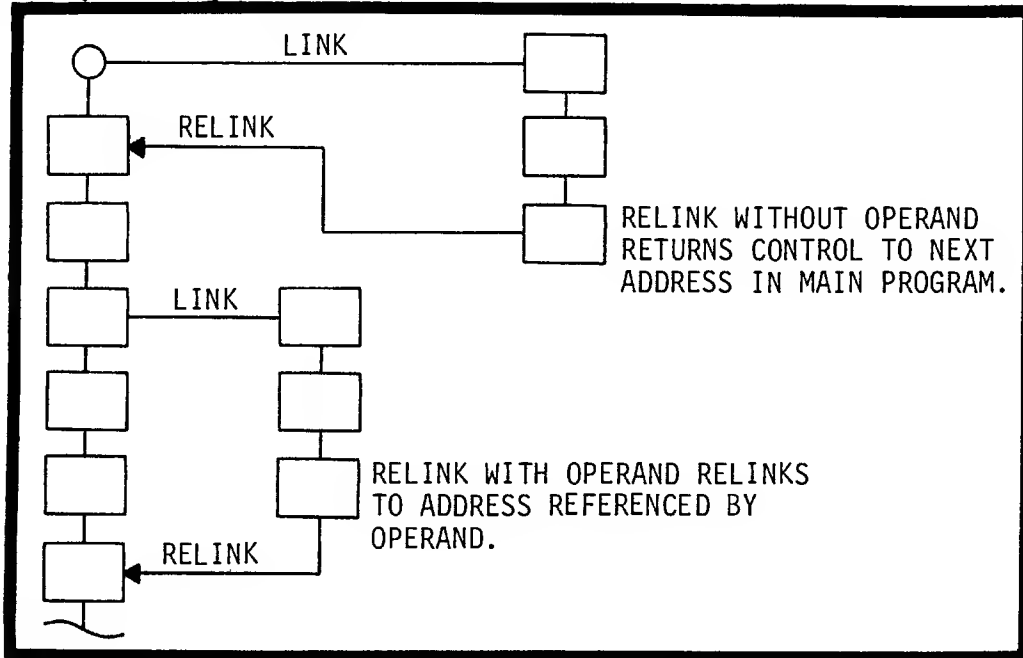 LINK
RELINK
RELINK WITHOUT OPERAND
RETURNS CONTROL TO NEXT
ADDRESS IN MAIN PROGRAM.
LINK
RELINK WITH OPERAND RELINKS
TO ADDRESS REFERENCED BY
OPERAND.
RELINK